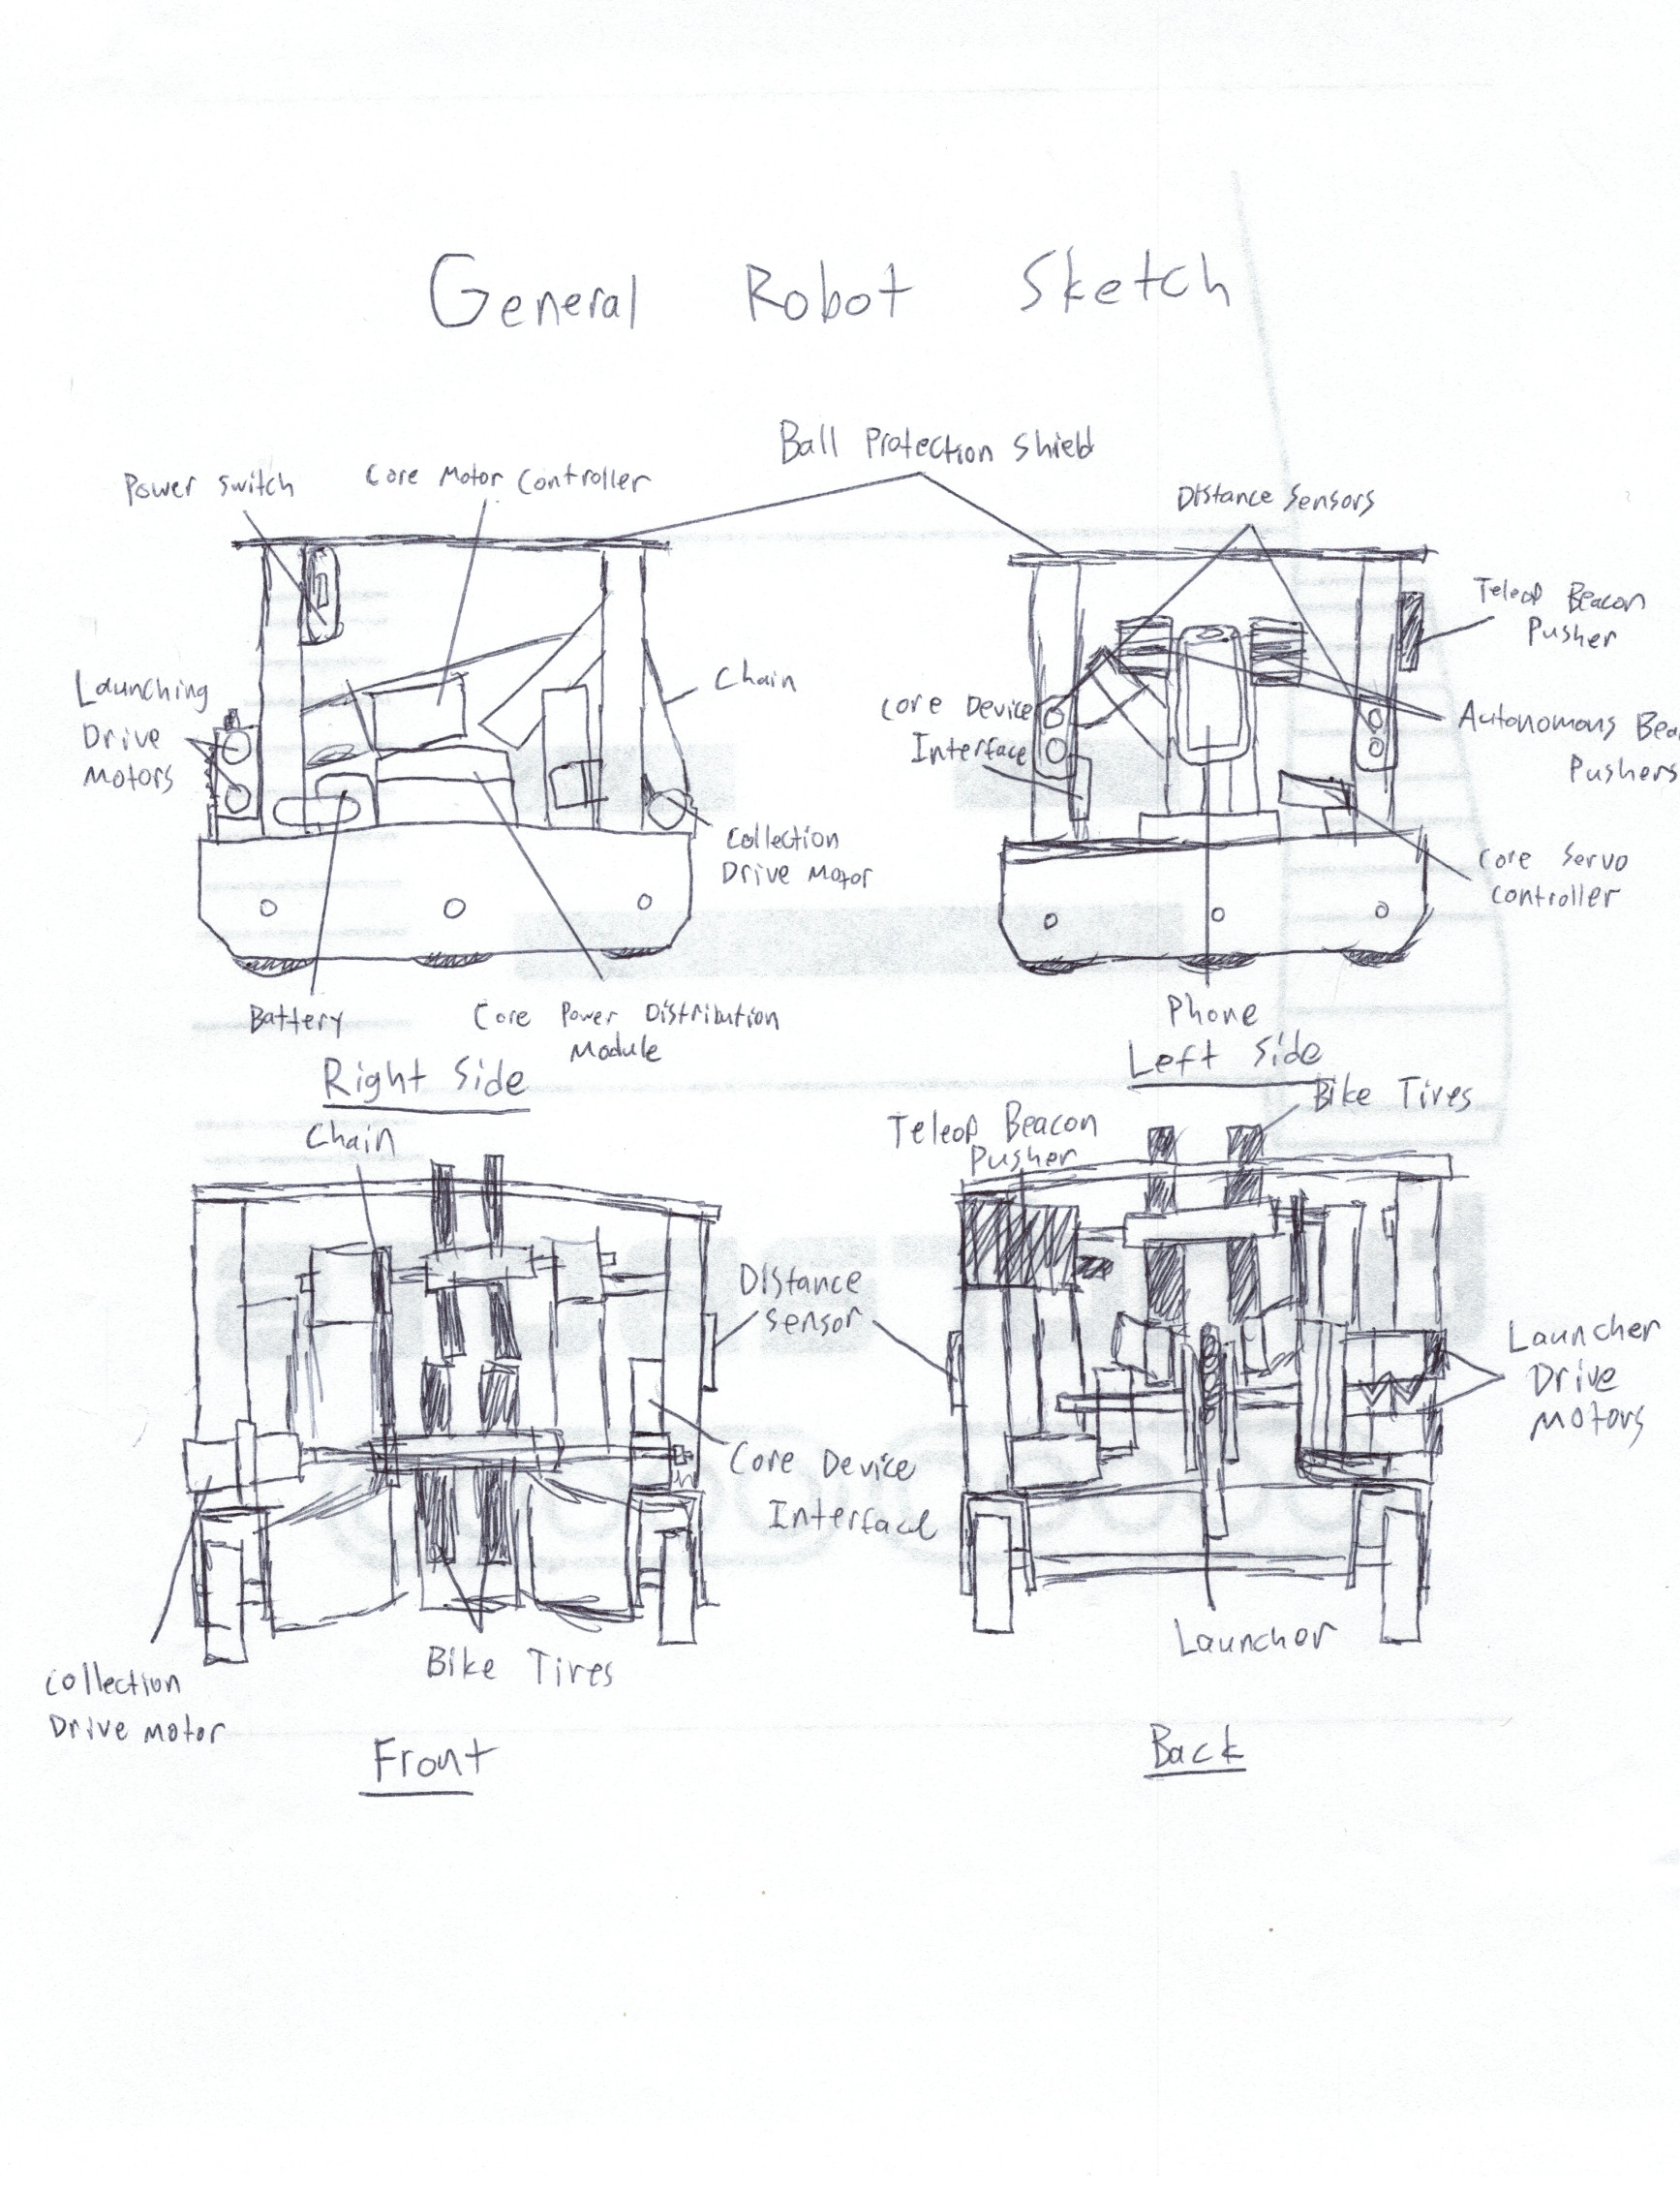 General Robot Sketch
Ball Protection Shield
Power Switch
Core Motor Controller
Distance Sensors
Teleop Beacon
Pusher
Launching
Drive
Motors
Chain
Core Device
Interface
Autonomous Bea
Pushers
Collection
Drive Motor
Core Servo
Controller
Battery
Core Power Distribution
Module
Phone
Right Side
Left Side
Chain
Teleop Beacon
Pusher
Bike Tires
Distance
Sensor
Launcher
Drive
Motors
Core Device
Interface
Collection
Drive Motor
Bike Tires
Launcher
Front
Back